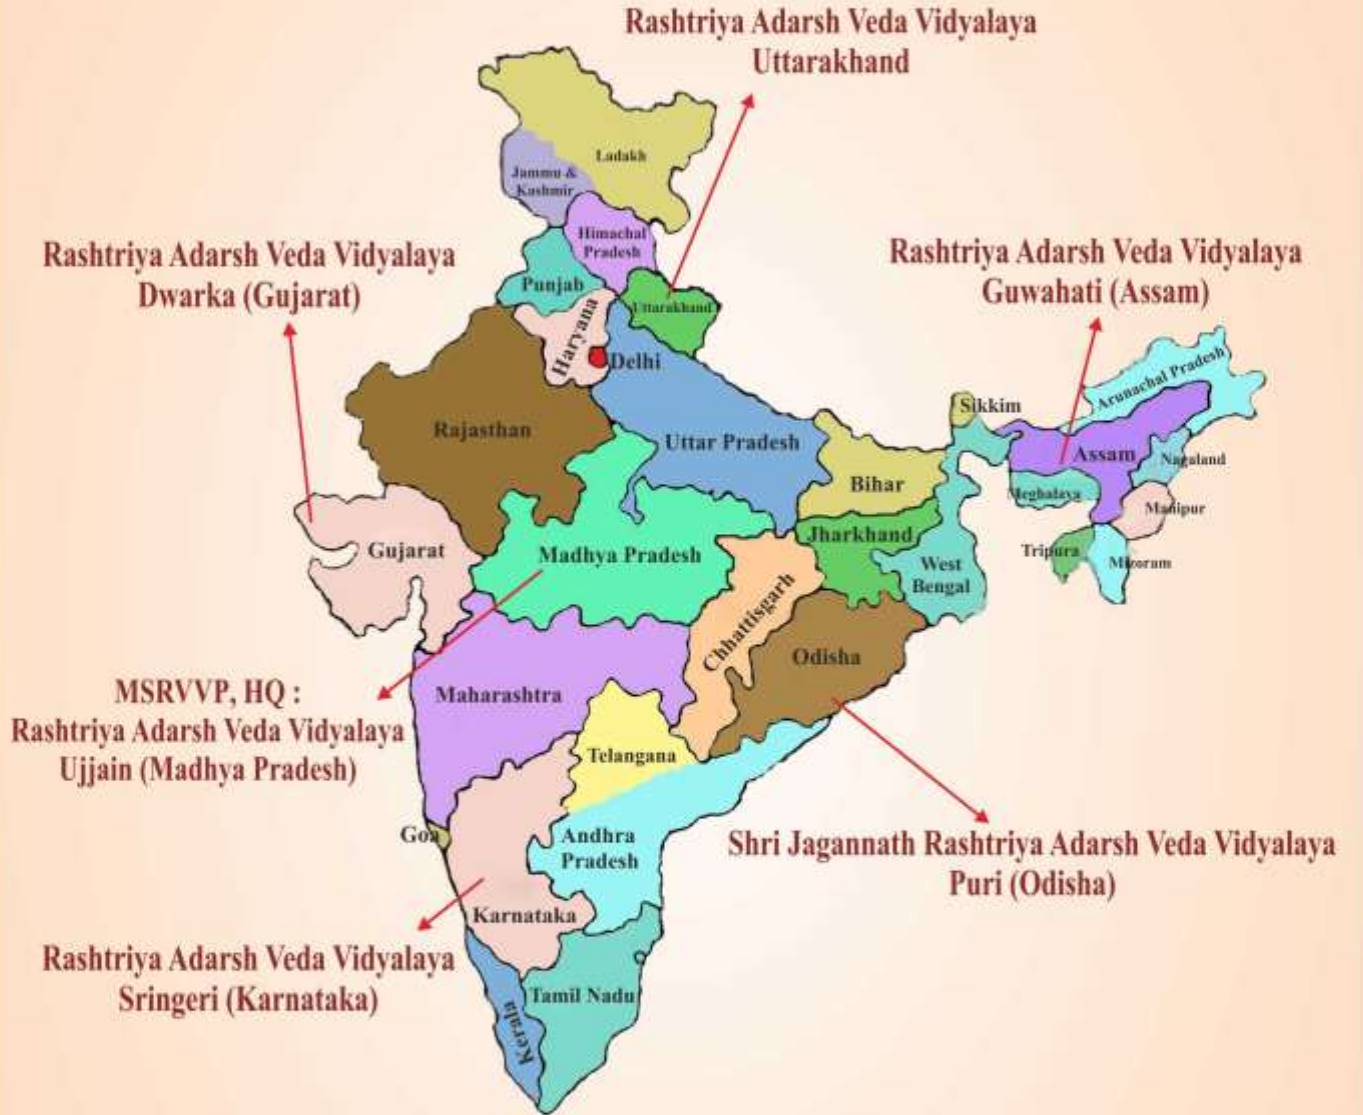 Rashtriya Adarsh Veda Vidyalaya
Uttarakhand
Ladakh
Jammu &
Kashmir
Himachal
Pradesh
Rashtriya Adarsh Veda Vidyalaya
Dwarka (Gujarat)
Rashtriya Adarsh Veda Vidyalaya
Guwahati (Assam)
Punjab
Uttarakhand
Haryana
Delhi
Arunachal Pradesh
Sikkim
Rajasthan
Uttar Pradesh
Assam
Nagaland
Bihar
Meghalaya
Manipur
Gujarat
Madhya Pradesh
Jharkhand
Tripura
Mizoram
West
Bengal
Chhattisgarh
Odisha
MSRVVP, HQ :
Rashtriya Adarsh Veda Vidyalaya
Ujjain (Madhya Pradesh)
Maharashtra
Telangana
Goa
Andhra
Pradesh
Shri Jagannath Rashtriya Adarsh Veda Vidyalaya
Puri (Odisha)
Karnataka
Rashtriya Adarsh Veda Vidyalaya
Sringeri (Karnataka)
Tamil Nadu
Kerala